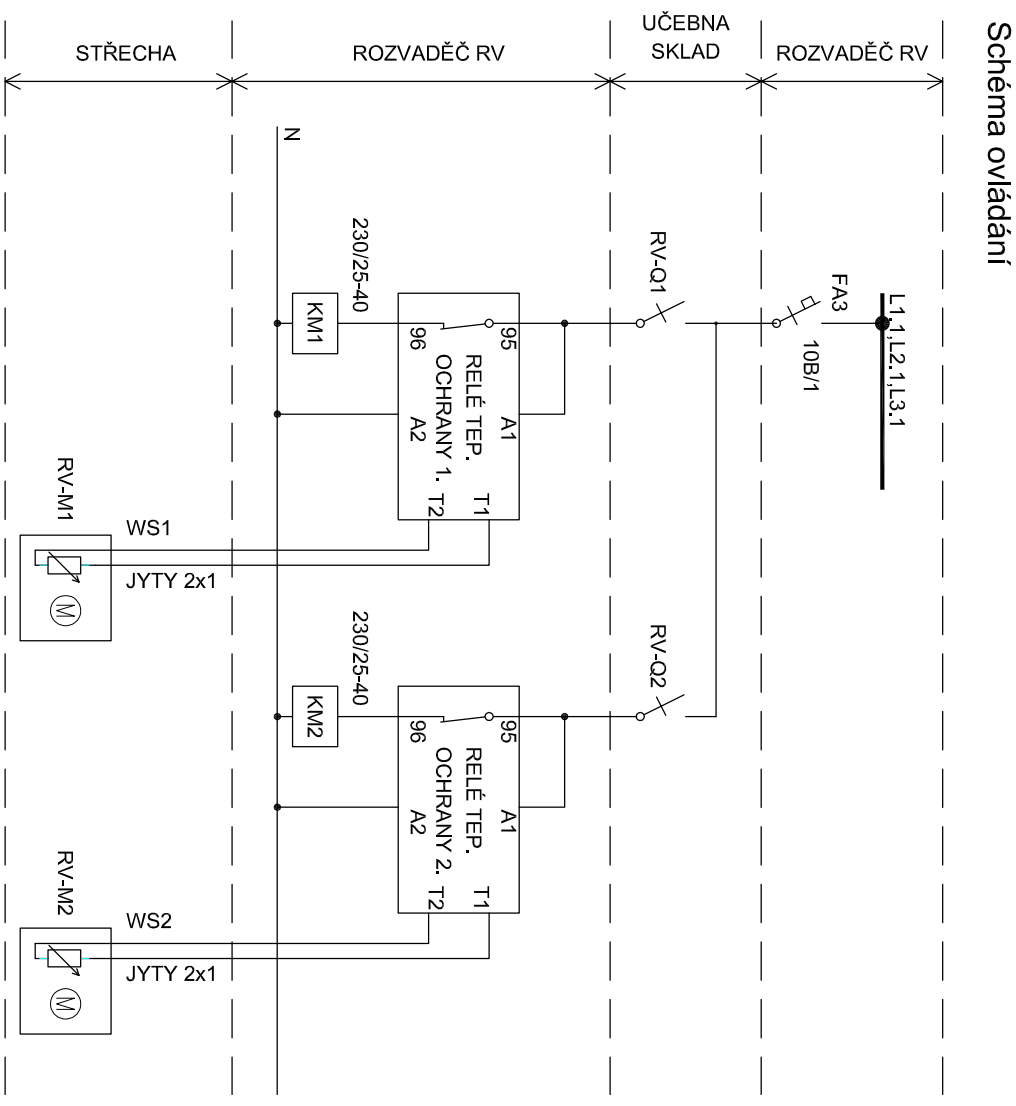 Schéma ovládání
STŘECHA
ROZVADĚČ RV
UČEBNA
SKLAD
ROZVADĚČ RV
L1.1,L2.1,L3.1
FA3
10B/1
RV-Q1
RV-Q2
N
230/25-40
KM1
95
96
RELÉ TEP.
OCHRANY 1.
A1
A2
T1
T2
WS1
JYTY 2x1
RV-M1
M
230/25-40
KM2
95
96
RELÉ TEP.
OCHRANY 2.
A1
A2
T1
T2
WS2
JYTY 2x1
RV-M2
M